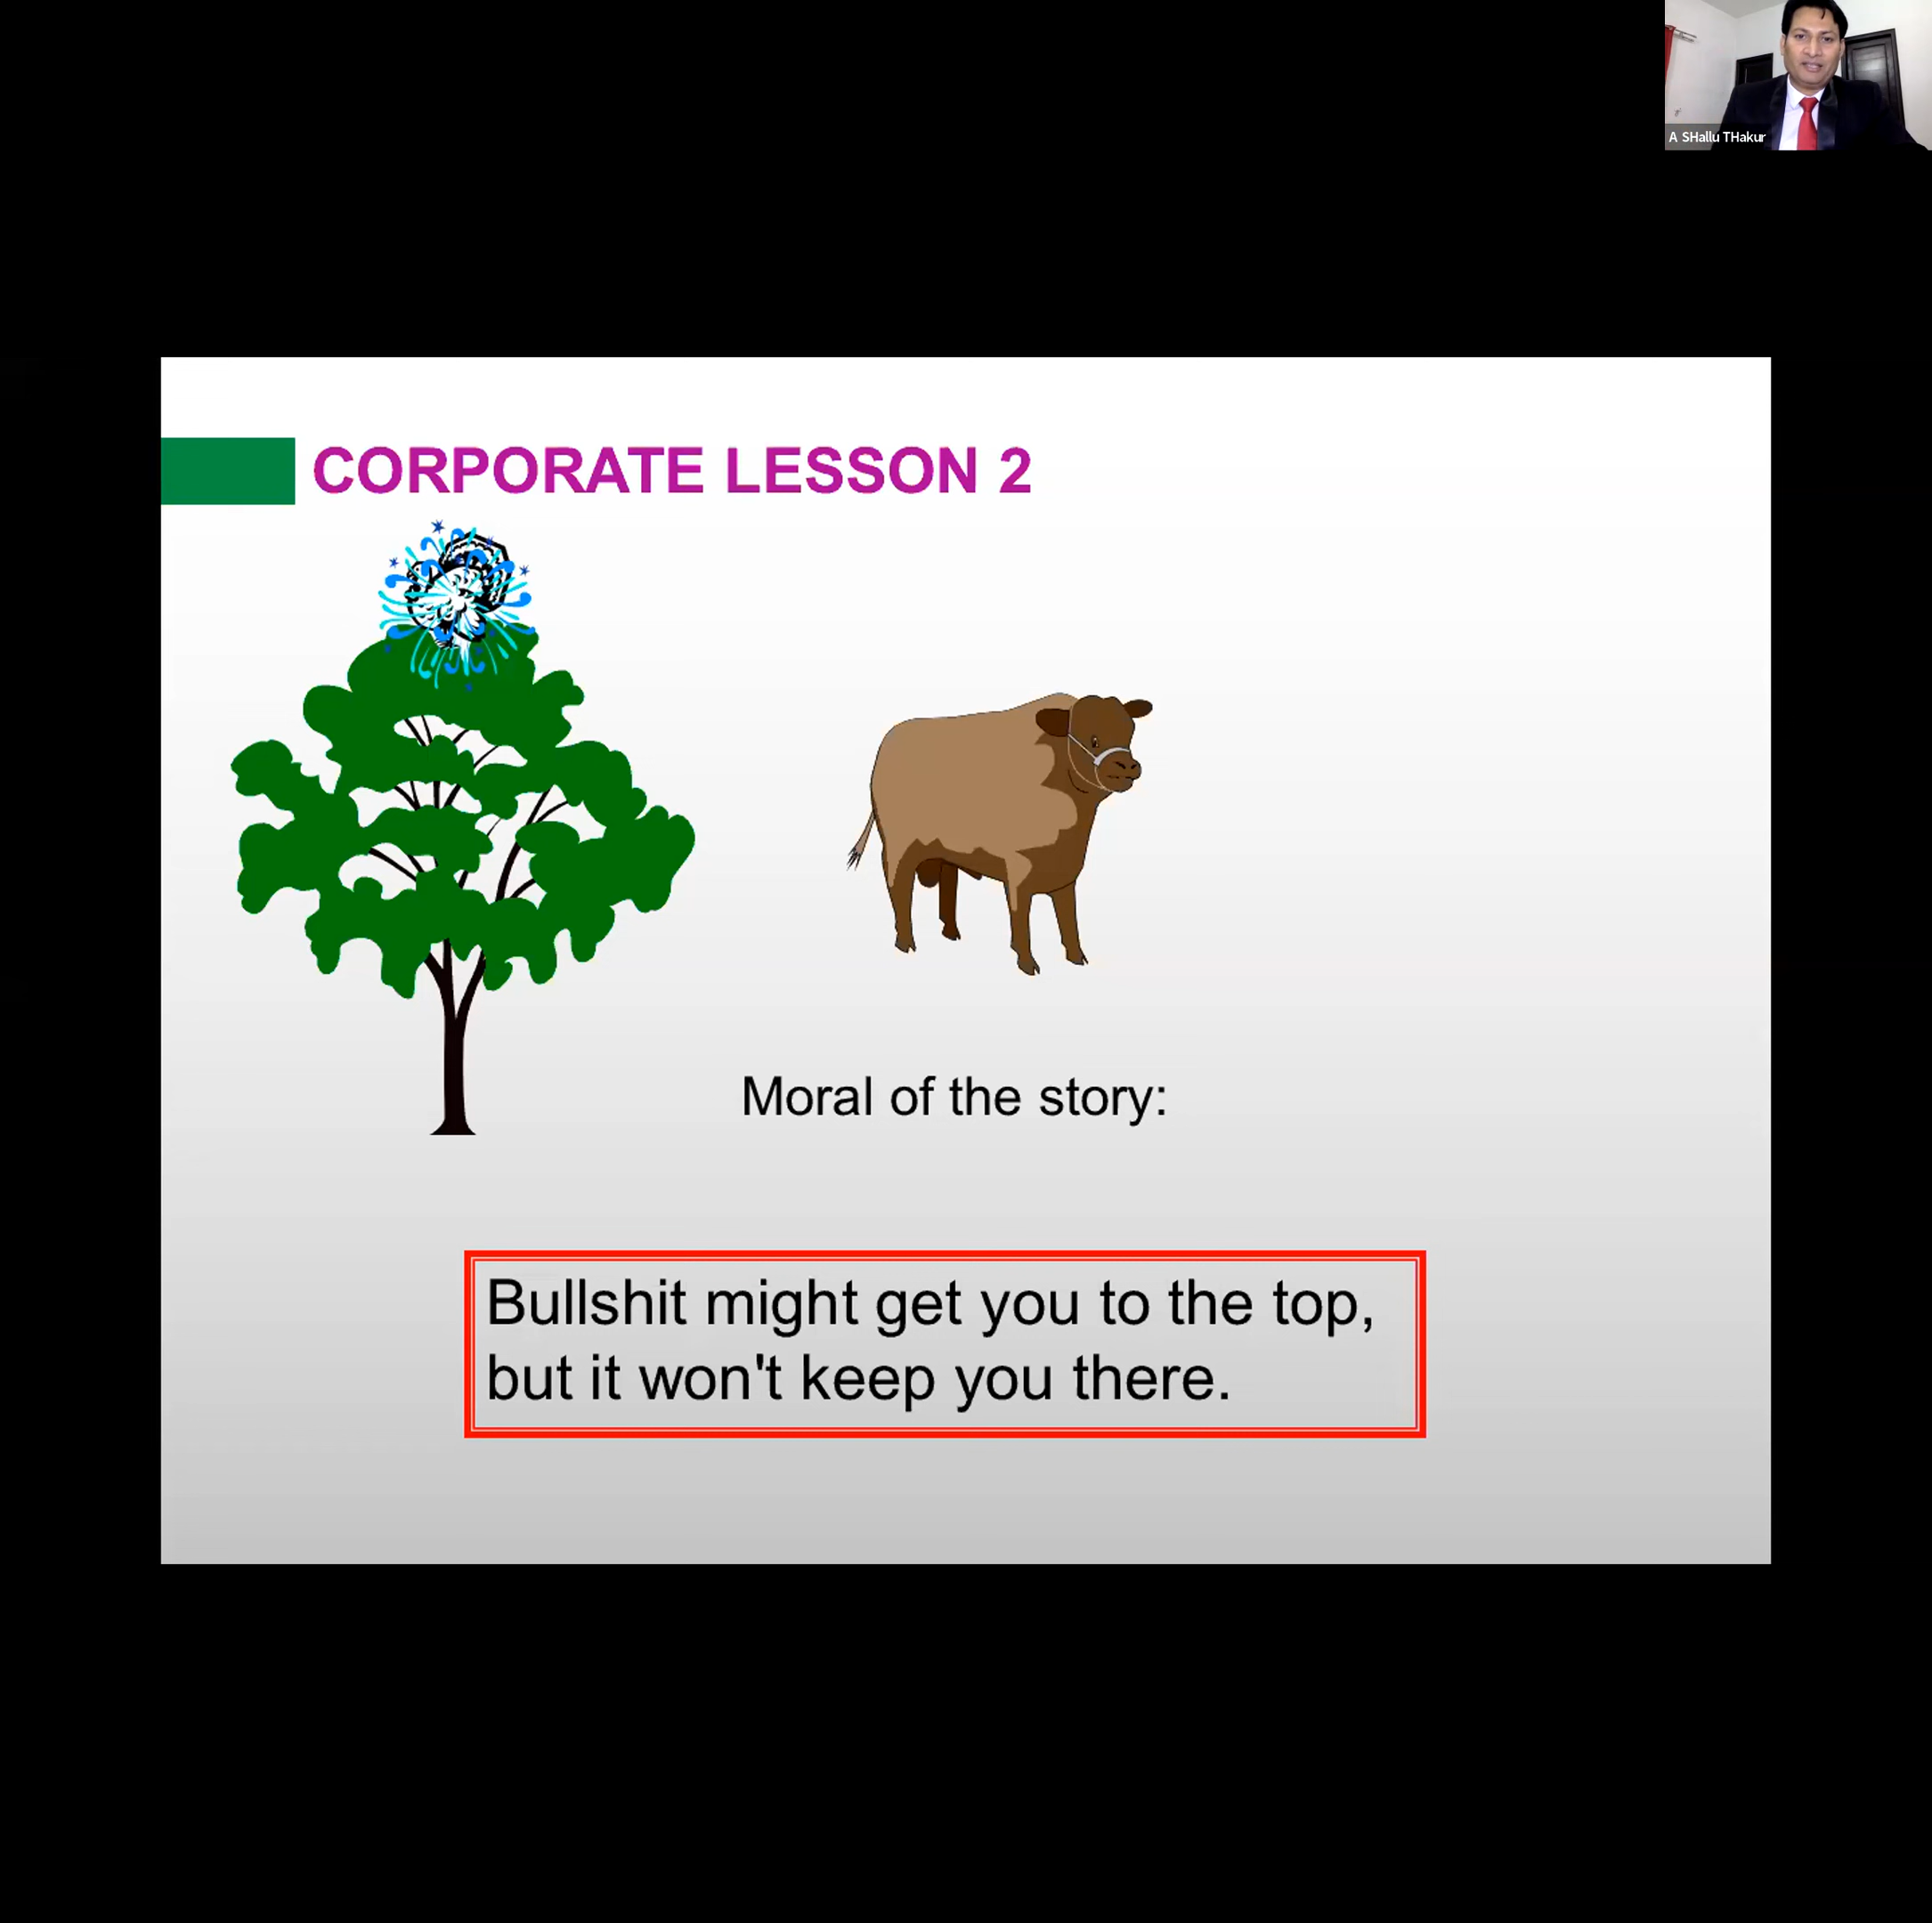 A SHallu THakur
CORPORATE LESSON 2
Moral of the story:
Bullshit might get you to the top,
but it won't keep you there.